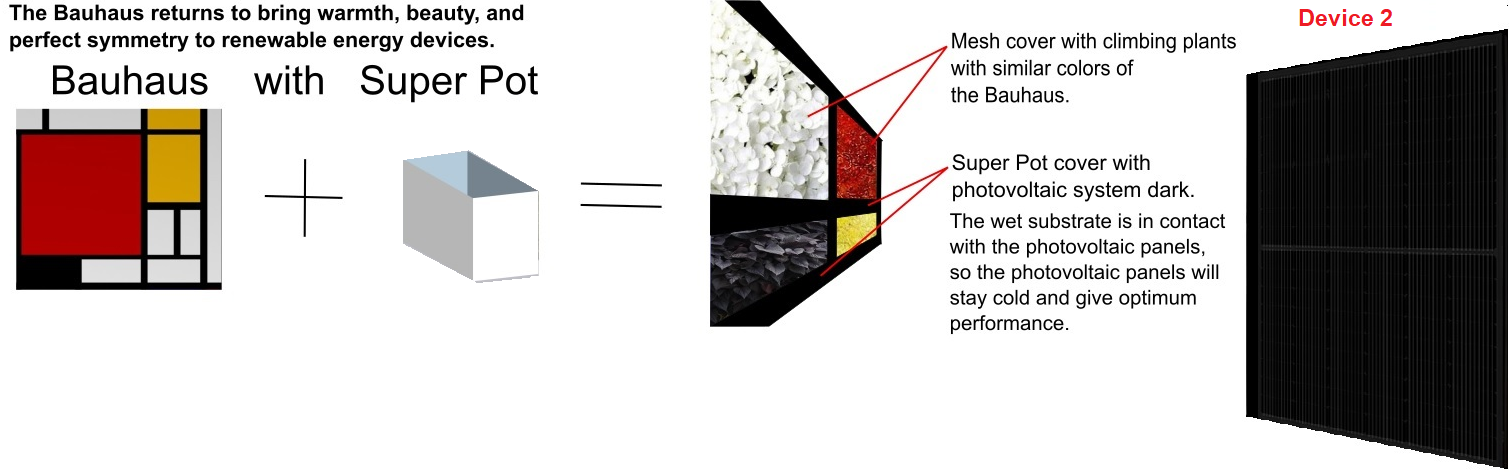 The Bauhaus returns to bring warmth, beauty, and
perfect symmetry to renewable energy devices.
Bauhaus with Super Pot
Device 2
Mesh cover with climbing plants
with similar colors of
the Bauhaus.
Super Pot cover with
photovoltaic system dark.
The wet substrate is in contact
with the photovoltaic panels,
so the photovoltaic panels will
stay cold and give optimum
performance.